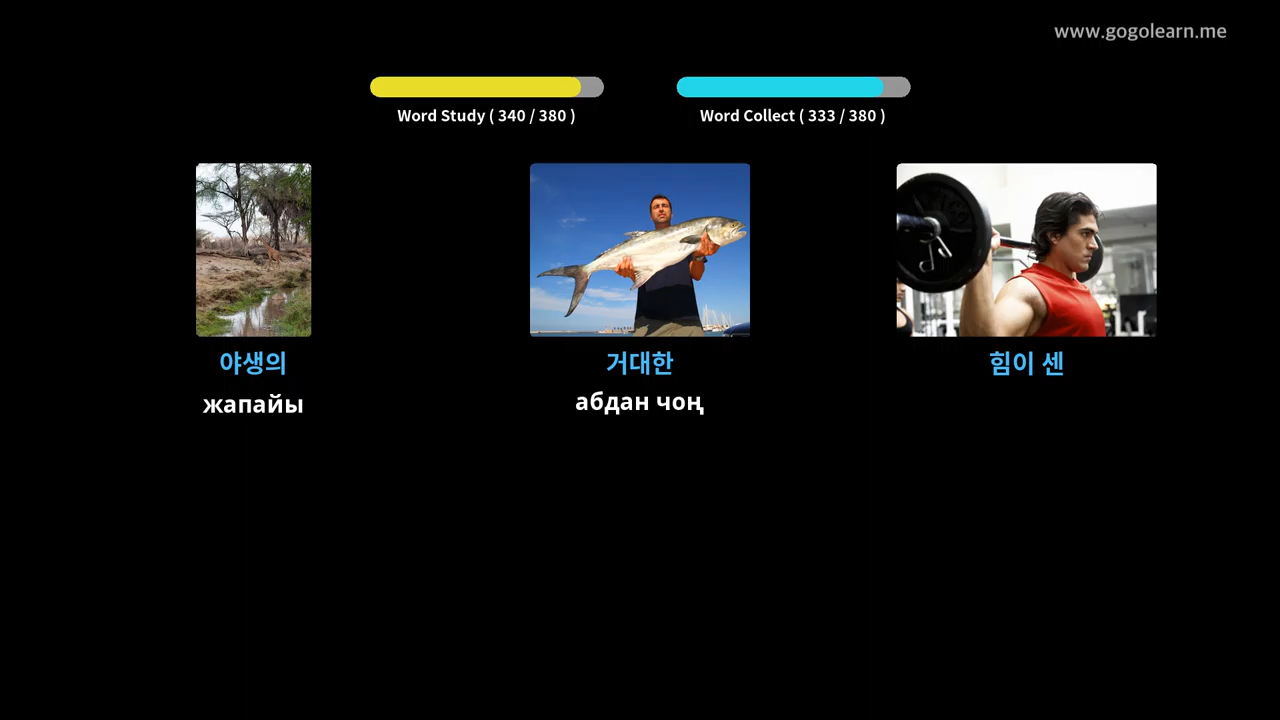 www.gogolearn.me
Word Study ( 340 / 380 )
Word Collect ( 333 / 380 )
야생의
거대한
힘이 센
жапайы
абдан чоң